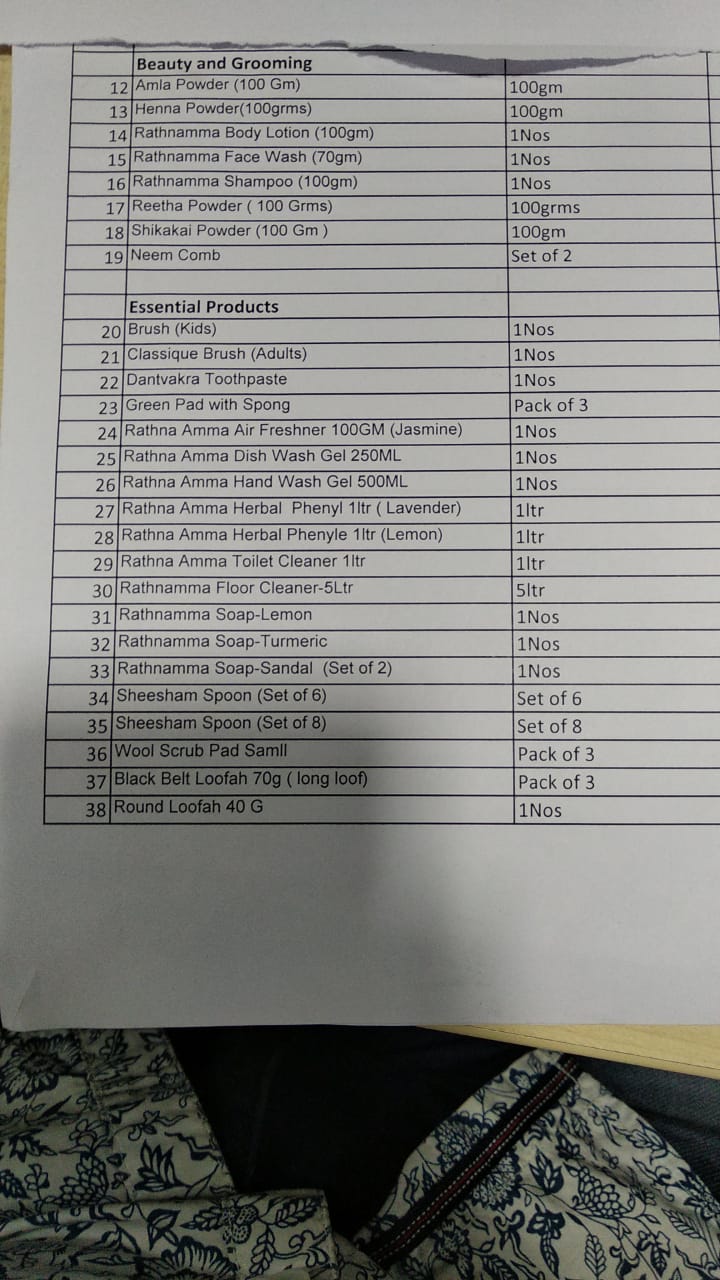 Beauty and Grooming
12 Amla Powder (100 Gm) 100gm
13 Henna Powder(100grms) 100gm
14 Rathnamma Body Lotion (100gm) 1Nos
15 Rathnamma Face Wash (70gm) 1Nos
16 Rathnamma Shampoo (100gm) 1Nos
17 Reetha Powder ( 100 Grms) 100grms
18 Shikakai Powder (100 Gm ) 100gm
19 Neem Comb Set of 2
Essential Products
20 Brush (Kids) 1Nos
21 Classique Brush (Adults) 1Nos
22 Dantvakra Toothpaste 1Nos
23 Green Pad with Spong Pack of 3
24 Rathna Amma Air Freshner 100GM (Jasmine) 1Nos
25 Rathna Amma Dish Wash Gel 250ML 1Nos
26 Rathna Amma Hand Wash Gel 500ML 1Nos
27 Rathna Amma Herbal Phenyl 1ltr ( Lavender) 1ltr
28 Rathna Amma Herbal Phenyle 1ltr (Lemon) 1ltr
29 Rathna Amma Toilet Cleaner 1ltr 1ltr
30 Rathnamma Floor Cleaner-5Ltr 5ltr
31 Rathnamma Soap-Lemon 1Nos
32 Rathnamma Soap-Turmeric 1Nos
33 Rathnamma Soap-Sandal (Set of 2) 1Nos
34 Sheesham Spoon (Set of 6) Set of 6
35 Sheesham Spoon (Set of 8) Set of 8
36 Wool Scrub Pad Samll Pack of 3
37 Black Belt Loofah 70g ( long loof) Pack of 3
38 Round Loofah 40 G 1Nos